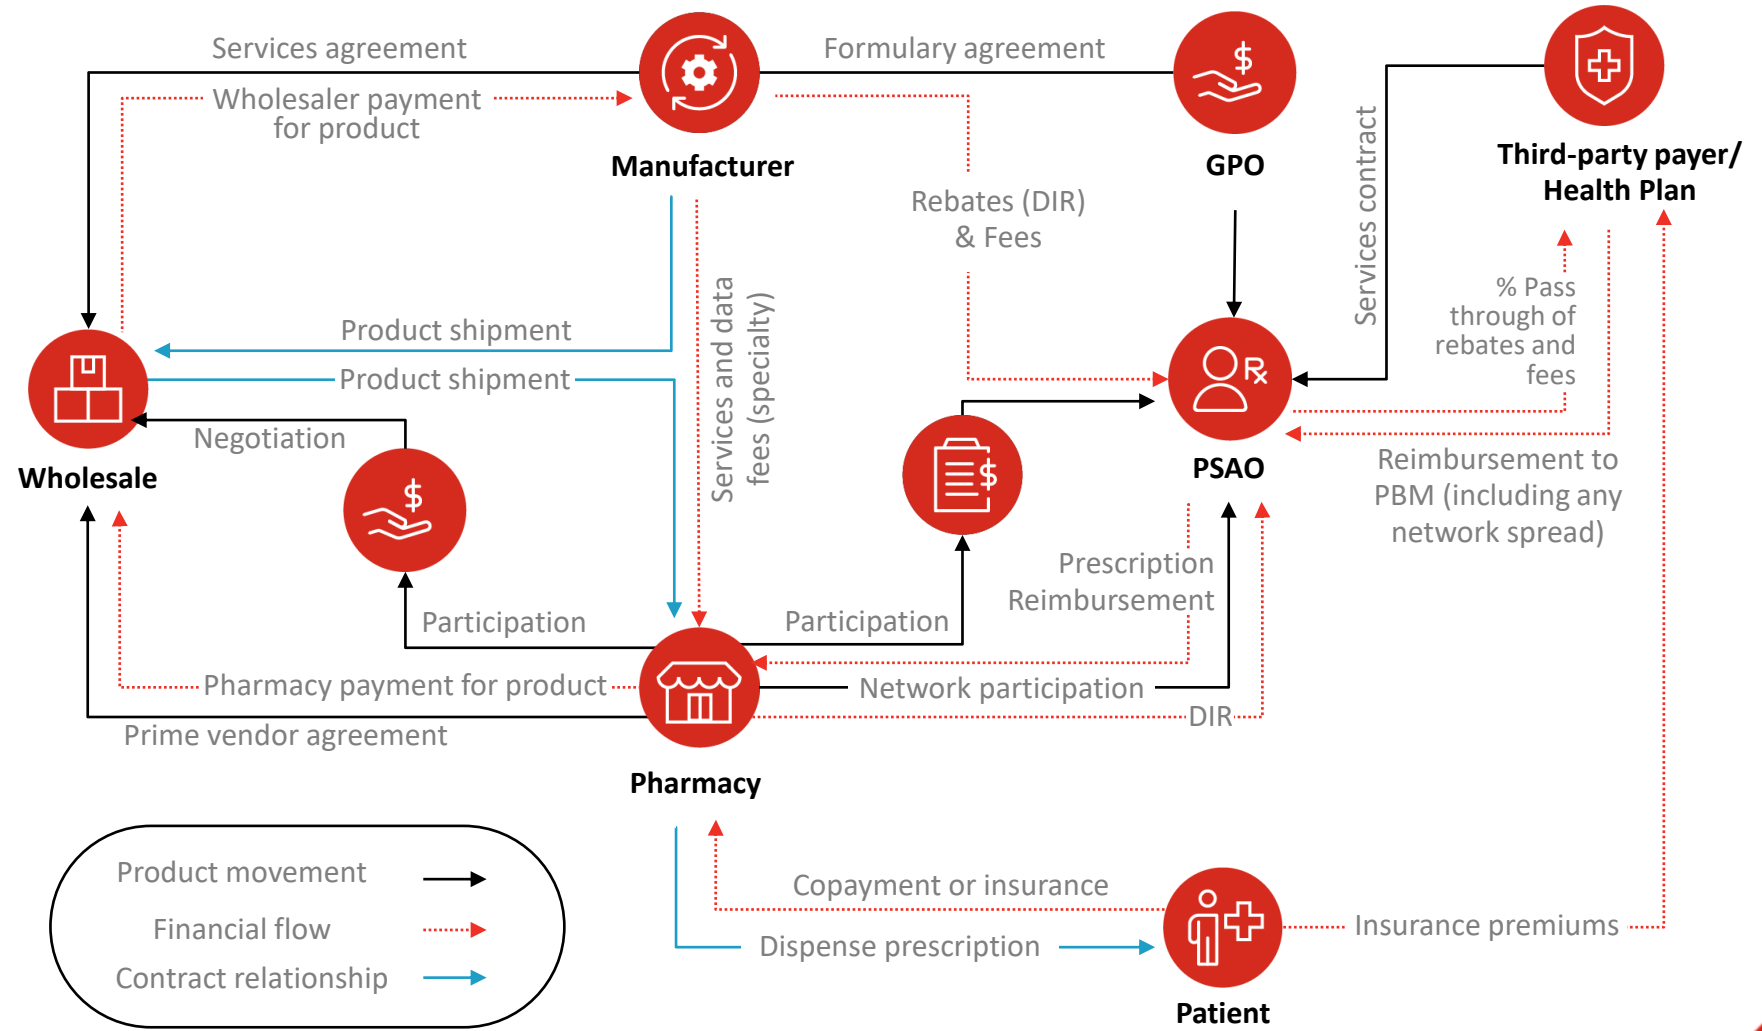 Services agreement
Formulary agreement
Wholesaler payment
for product
Manufacturer
GPO
Third-party payer/
Health Plan
Services contract
Rebates (DIR)
& Fees
Services and data
fees (specialty)
% Pass
through of
rebates and
fees
Product shipment
Product shipment
Negotiation
Wholesale
$
$
$
Rx
PSAO
Reimbursement to
PBM (including any
network spread)
Prescription
Reimbursement
Participation
Participation
Pharmacy payment for product
Network participation
DIR
Prime vendor agreement
Pharmacy
Product movement
Financial flow
Contract relationship
Copayment or insurance
Dispense prescription
Insurance premiums
Patient